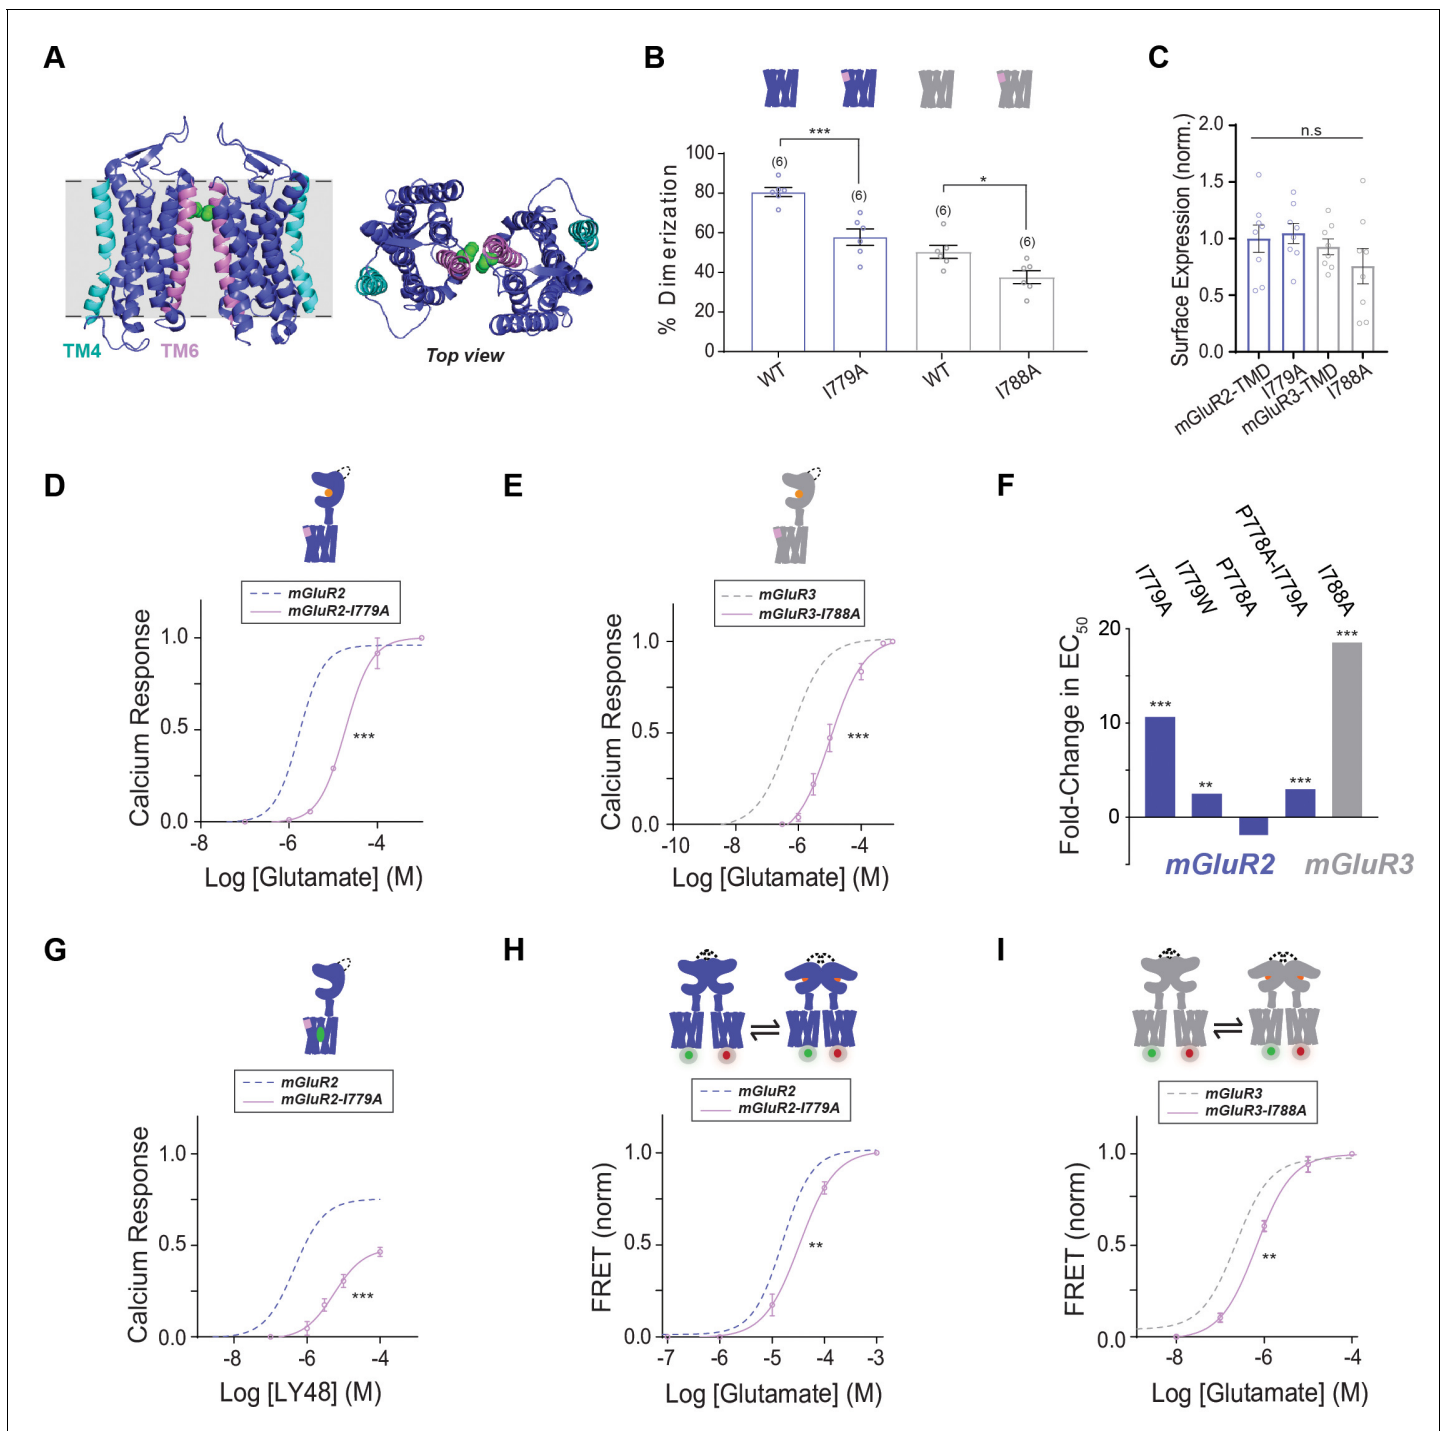 A
TM4
TM6
Top view
B
% Dimerization
100
80
60
40
20
0
***
*
(6)
(6)
(6)
(6)
WT
I779A
WT
I788A
C
Surface Expression (norm.)
2.0
1.5
1.0
0.5
0.0
n.s
mGluR2-TMD
I779A
mGluR3-TMD
I788A
D
mGluR2
mGluR2-I779A
Calcium Response
1.0
0.5
0.0
***
-8
-6
-4
Log [Glutamate] (M)
E
mGluR3
mGluR3-I788A
Calcium Response
1.0
0.5
0.0
***
-10
-8
-6
-4
Log [Glutamate] (M)
F
I779A
I779W
P778A
P778A-I779A
I788A
Fold-Change in EC50
20
10
0
***
**
***
***
mGluR2
mGluR3
G
mGluR2
mGluR2-I779A
Calcium Response
1.0
0.5
0.0
***
-8
-6
-4
Log [LY48] (M)
H
mGluR2
mGluR2-I779A
FRET (norm)
1.0
0.5
0.0
**
-7
-6
-5
-4
-3
Log [Glutamate] (M)
I
mGluR3
mGluR3-I788A
FRET (norm)
1.0
0.5
0.0
**
-8
-6
-4
Log [Glutamate] (M)